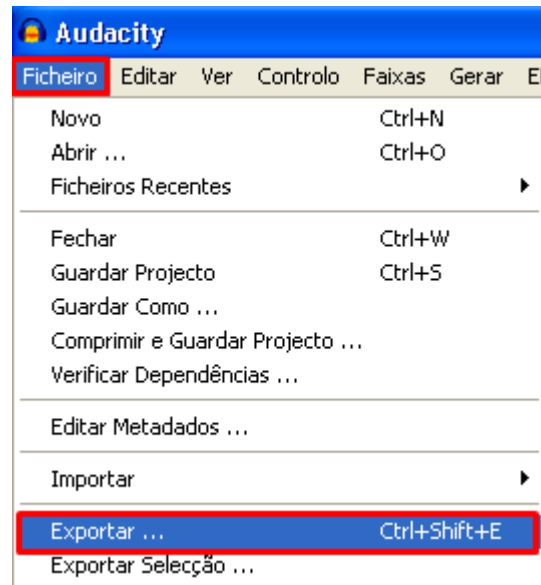 Audacity
Ficheiro Editar Ver Controlo Faixas Gerar
Novo Ctrl+N
Abrir ... Ctrl+O
Ficheiros Recentes
Fechar Ctrl+W
Guardar Projecto Ctrl+S
Guardar Como ...
Comprimir e Guardar Projecto ...
Verificar Dependências ...
Editar Metadados ...
Importar
Exportar ... Ctrl+Shift+E
Exportar Selecção ...